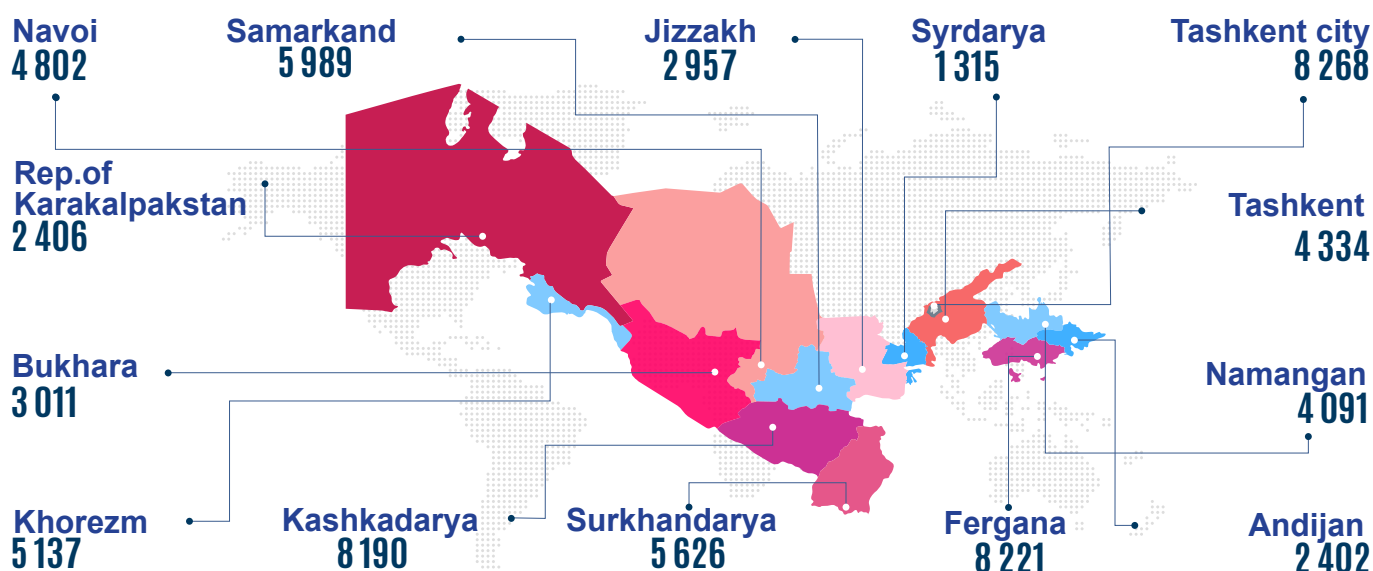 Navoi
4 802
Samarkand
5 989
Jizzakh
2 957
Syrdarya
1 315
Tashkent city
8 268
Rep.of
Karakalpakstan
2 406
Tashkent
4 334
Bukhara
3 011
Namangan
4 091
Khorezm
5 137
Kashkadarya
8 190
Surkhandarya
5 626
Fergana
8 221
Andijan
2 402